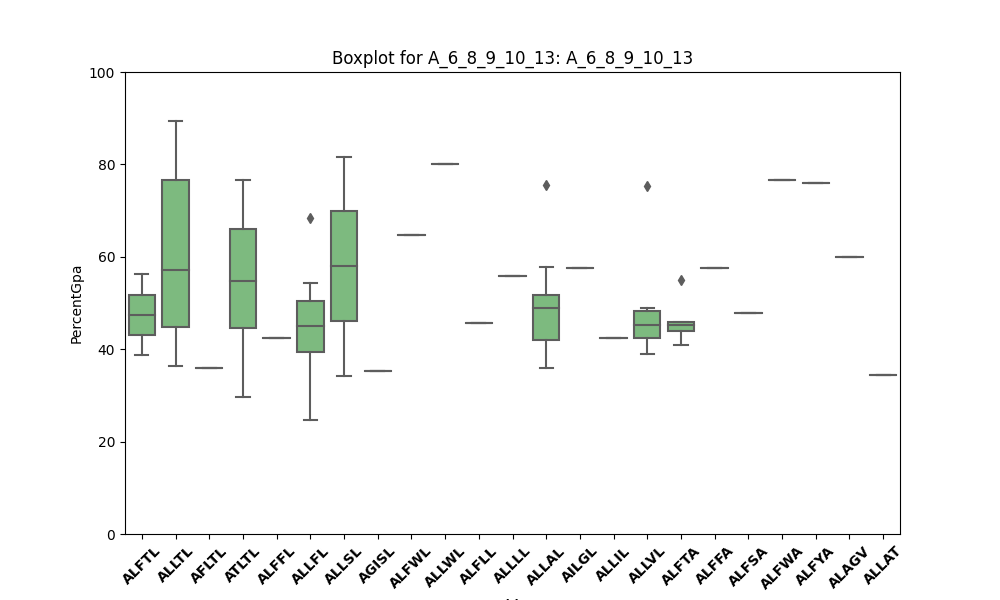 Boxplot for A_6_8_9_10_13: A_6_8_9_10_13
100
80
60
40
20
0
PercentGpa
ALFTL ALLTL AFLTL ATLTL ALFFL ALLFL ALLSL AGISL ALFWL ALLWL ALFLL ALLLL ALLAL AILGL ALLIL ALLVL ALFTA ALFFA ALFSA ALFWA ALFYA ALAGV ALLAT